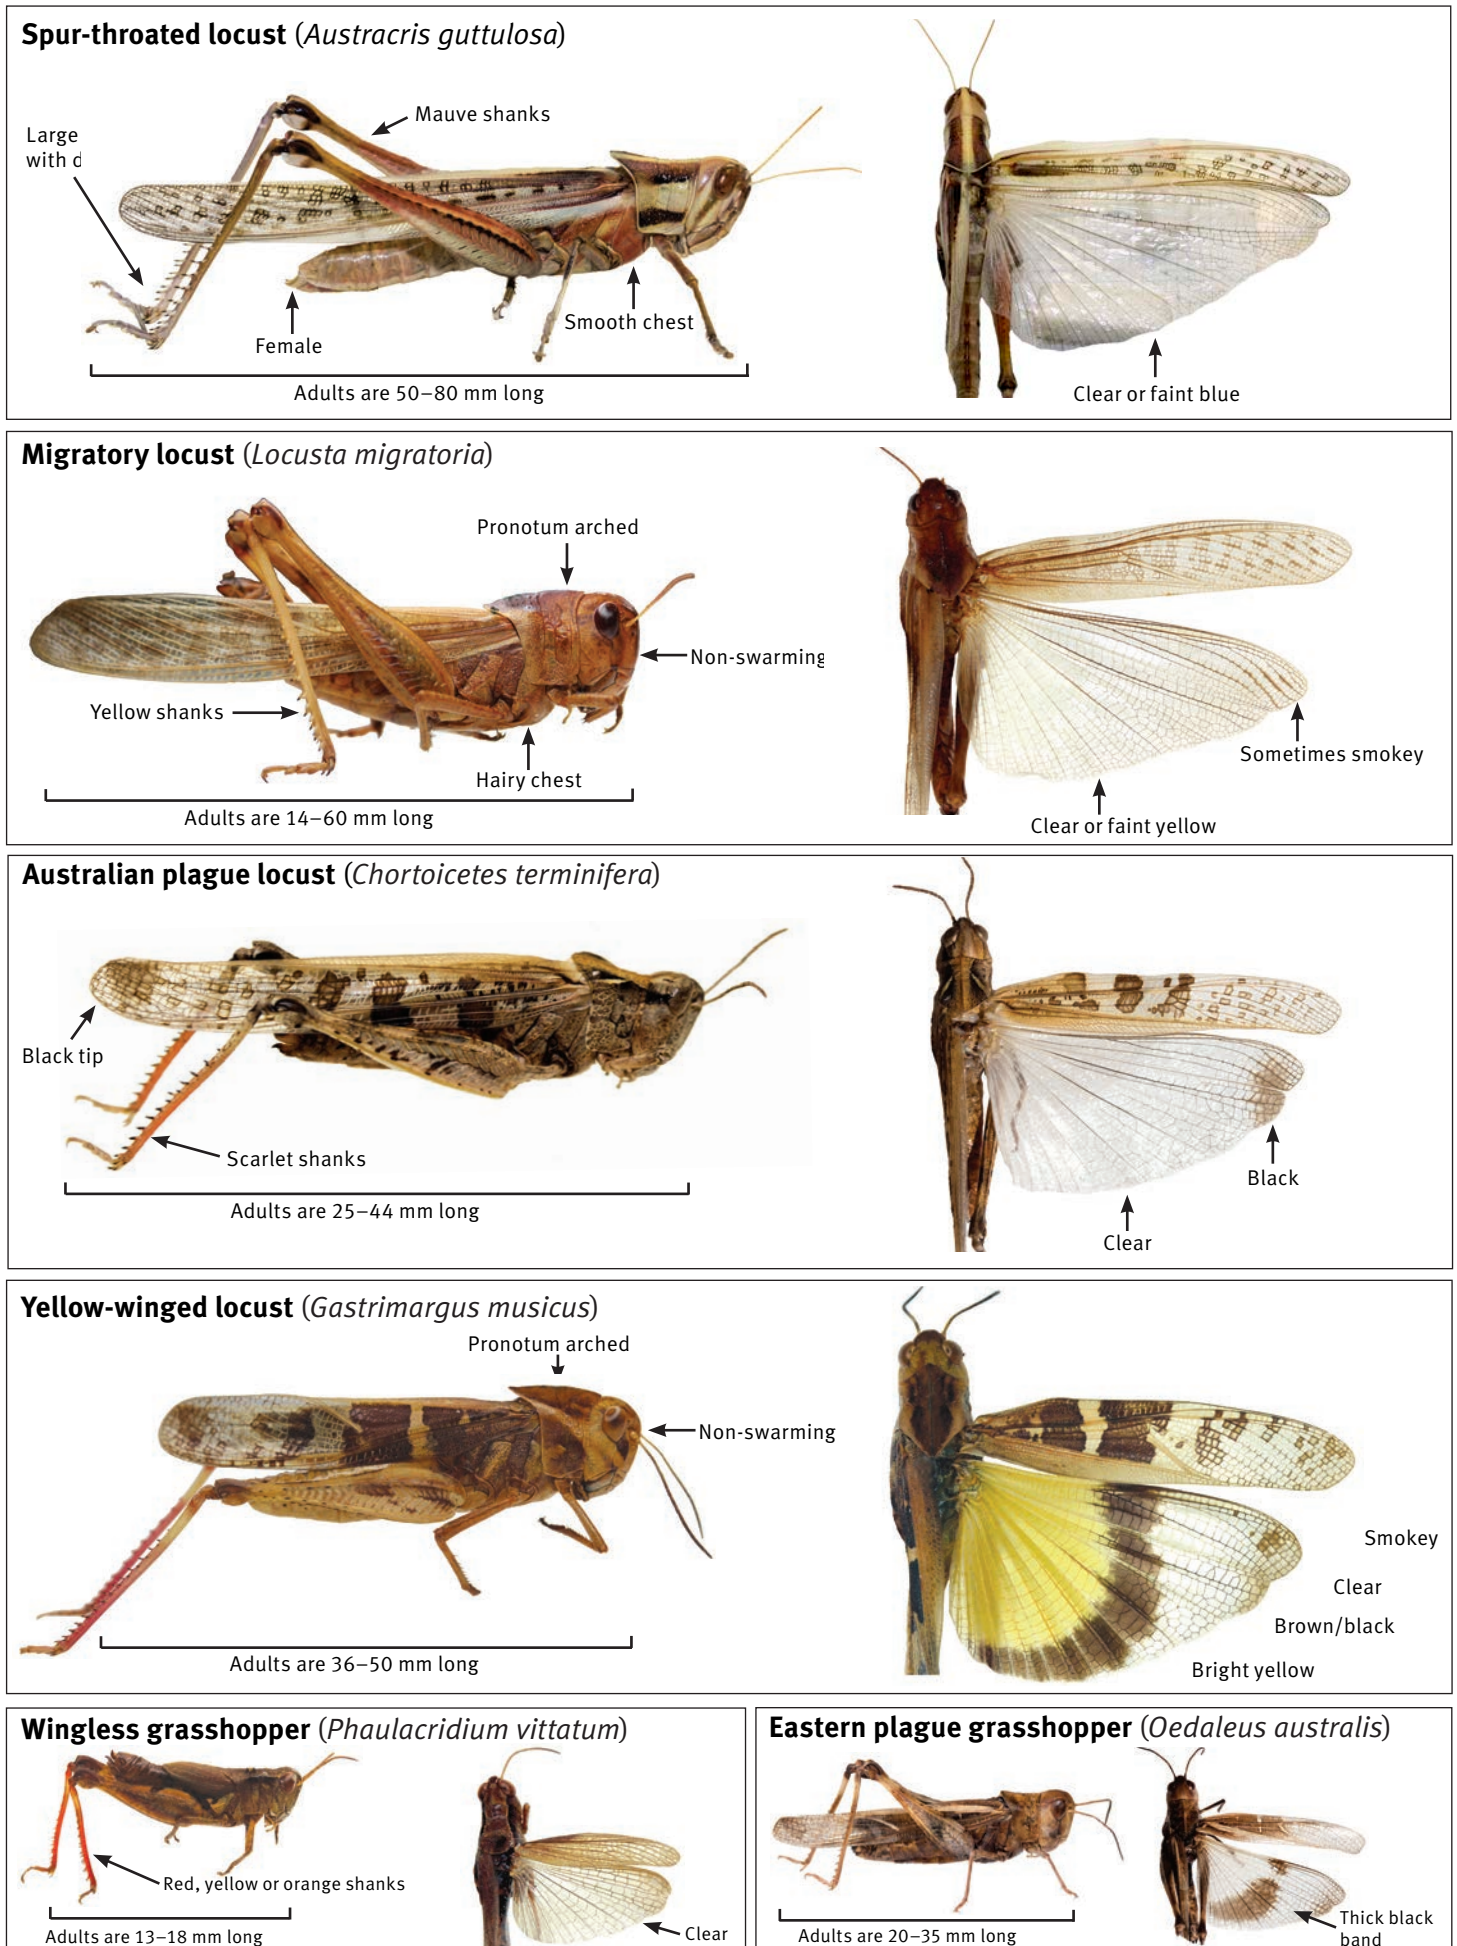 Spur-throated locust (Austracris guttulosa)
Mauve shanks
Large
with
Female
Smooth chest
Adults are 50–80 mm long
Clear or faint blue
Migratory locust (Locusta migratoria)
Pronotum arched
Non-swarming
Yellow shanks
Hairy chest
Adults are 14–60 mm long
Sometimes smokey
Clear or faint yellow
Australian plague locust (Chortoicetes terminifera)
Black tip
Scarlet shanks
Adults are 25–44 mm long
Black
Clear
Yellow-winged locust (Gastrimargus musicus)
Pronotum arched
Non-swarming
Adults are 36–50 mm long
Smokey
Clear
Brown/black
Bright yellow
Wingless grasshopper (Phaulacridium vittatum)
Red, yellow or orange shanks
Adults are 13–18 mm long
Clear
Eastern plague grasshopper (Oedaleus australis)
Adults are 20–35 mm long
Thick black
band